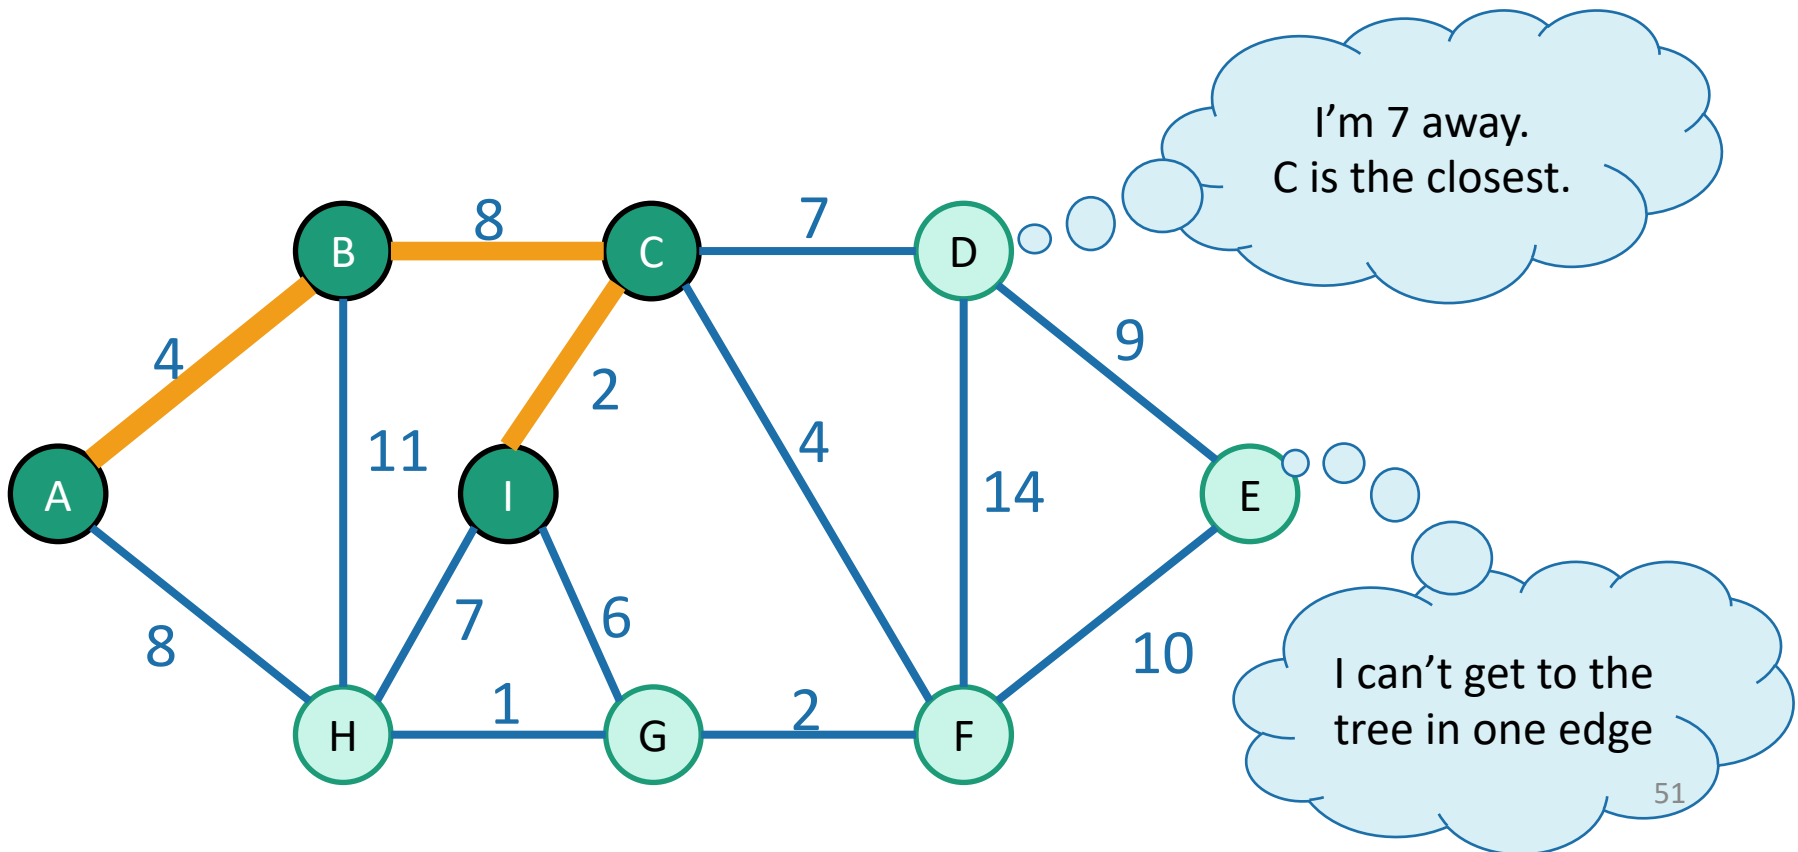 I’m 7 away.
C is the closest.
8
7
B
C
D
4
9
2
11
4
A
I
14
E
8
7
6
10
1
2
H
G
F
I can’t get to the
tree in one edge
51